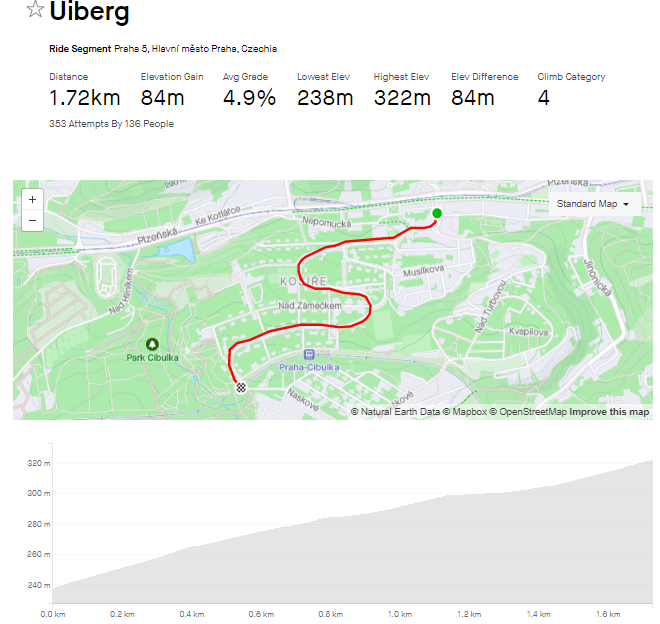 Uiberg
Ride Segment Praha 5, Hlavní město Praha, Czechia
Distance Elevation Gain Avg Grade Lowest Elev Highest Elev Elev Difference Climb Category
1.72km 84m 4.9% 238m 322m 84m 4
353 Attempts By 136 People
Plzeňská
+
Standard Map
−
Ke Kotlářce
Nepomucká
Plzeňská
Musílkova
Jinonická
KOŠÍŘE
Nad Hliníkem
Nad Zámečkem
Nad Turbovou
Kvapilova
Park Cibulka
Praha-Cibulka
Naskové
© Natural Earth Data © Mapbox © OpenStreetMap Improve this map
320 m
300 m
280 m
260 m
240 m
0.0 km 0.2 km 0.4 km 0.6 km 0.8 km 1.0 km 1.2 km 1.4 km 1.6 km